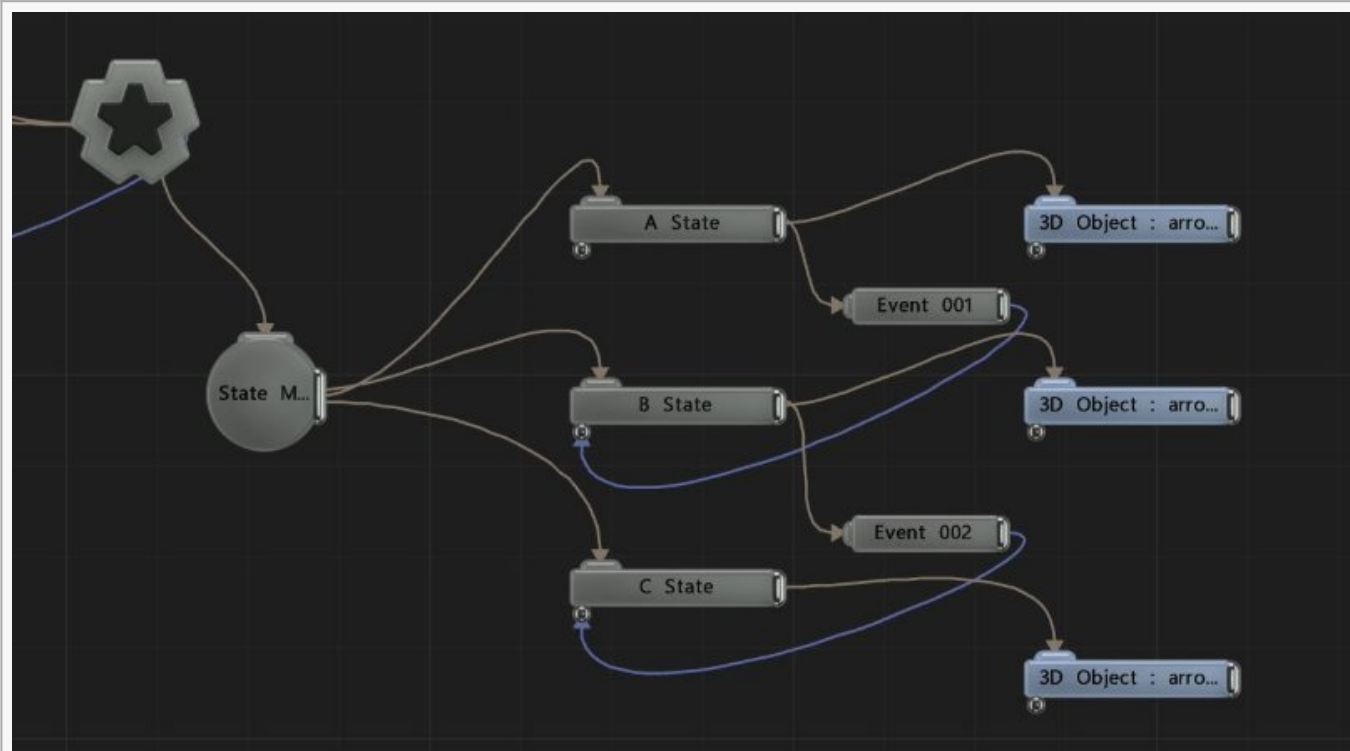 A State
3D Object : arro...
Event 001
State M...
B State
3D Object : arro...
Event 002
C State
3D Object : arro...